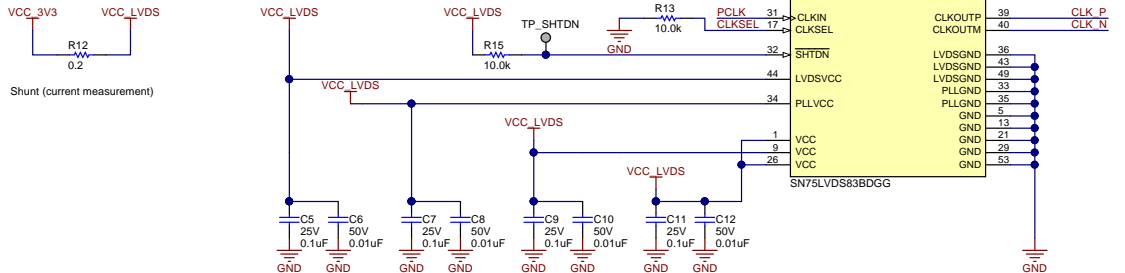 VCC_3V3
VCC_LVDS
R12
0.2
Shunt (current measurement)
VCC_LVDS
VCC_LVDS
TP_SHTDN
R15
10.0k
R13
10.0k
GND
PCLK
CLKSEL
31
17
32
44
34
1
9
26
CLKIN
CLKSEL
SHTDN
LVDSVCC
PLLVCC
VCC
VCC
VCC
CLKOUTP
CLKOUTM
LVDSGND
LVDSGND
LVDSGND
PLLGND
PLLGND
GND
GND
GND
GND
GND
39
40
36
43
49
33
35
5
13
21
29
53
CLK_P
CLK_N
SN75LVDS83BDGG
VCC_LVDS
VCC_LVDS
VCC_LVDS
C5
25V
0.1uF
C6
50V
0.01uF
C7
25V
0.1uF
C8
50V
0.01uF
C9
25V
0.1uF
C10
50V
0.01uF
C11
25V
0.1uF
C12
50V
0.01uF
GND
GND
GND
GND
GND
GND
GND
GND
GND